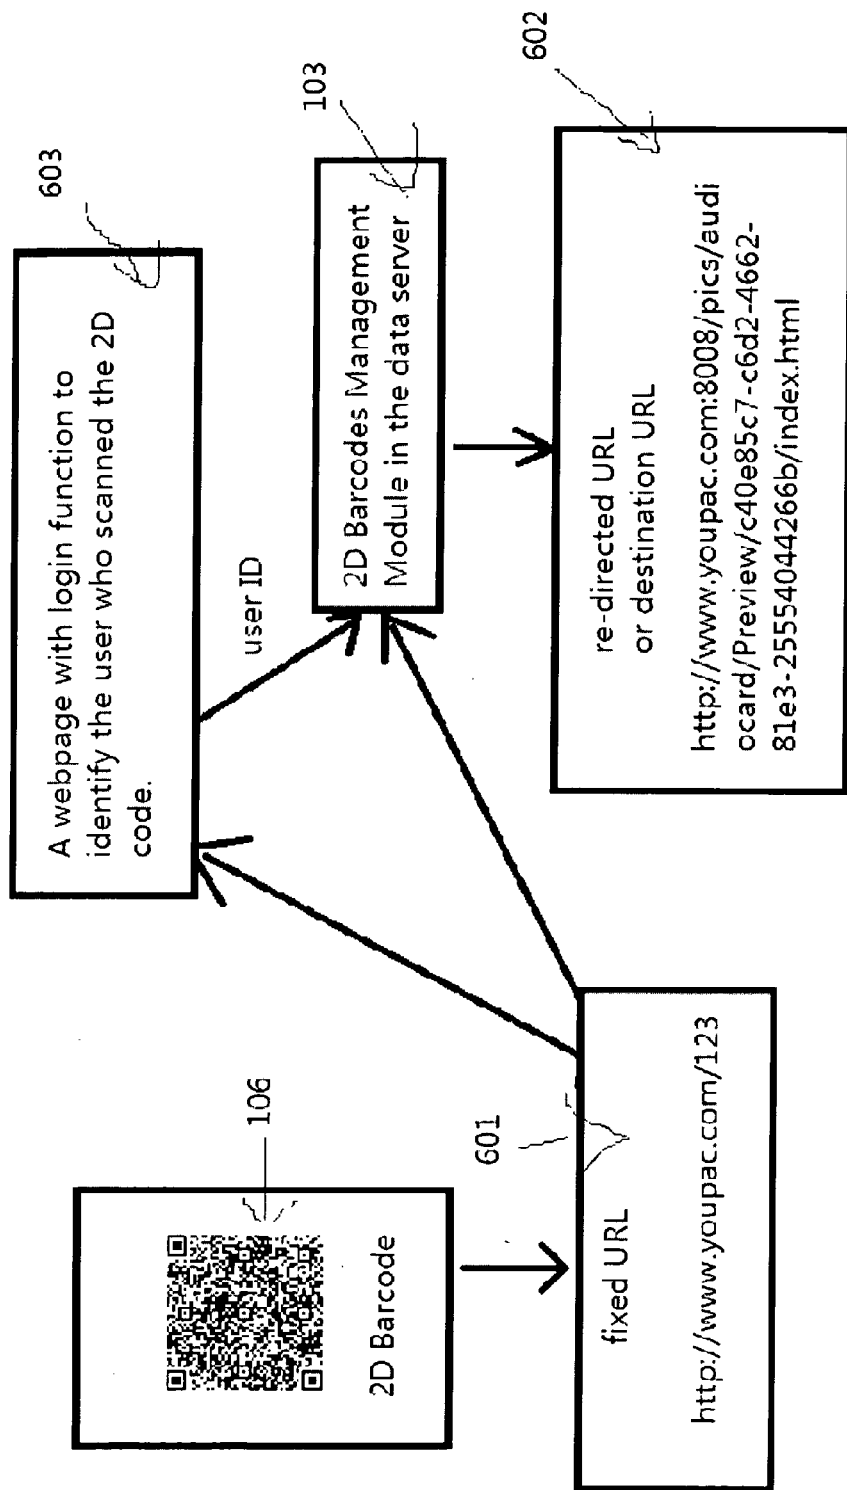 603
A webpage with login function to
identify the user who scanned the 2D
code.
106
2D Barcode
user ID
103
2D Barcodes Management
Module in the data server
601
fixed URL
http://www.youpac.com/123
602
re-directed URL
or destination URL
http://www.youpac.com:8008/pics/audi
ocard/Preview/c40e85c7-c6d2-4662-
81e3-25554044266b/index.html